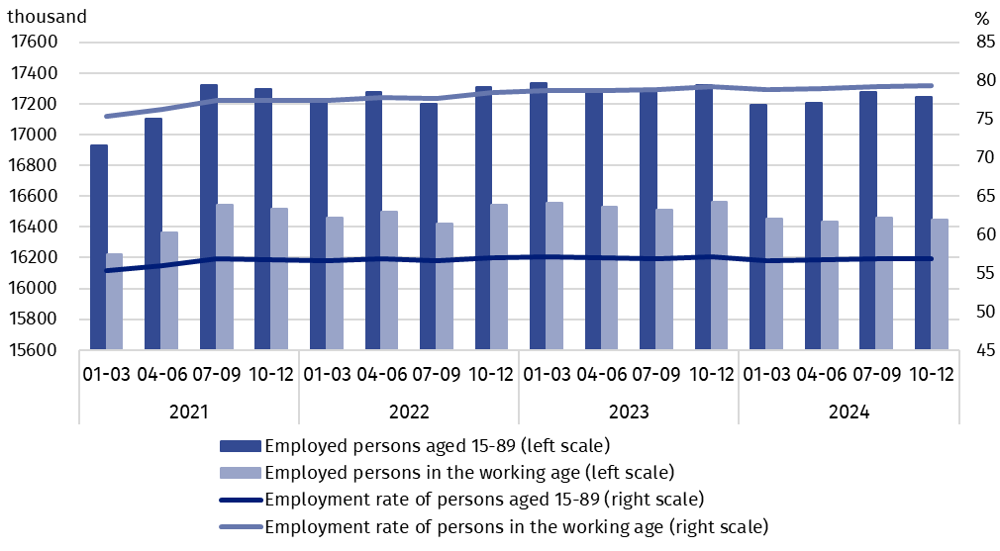 thousand %
17600 85
17400 80
17200 75
17000 70
16800 65
16600 60
16400 55
16200 50
16000 45
15800
15600
01-03 04-06 07-09 10-12 01-03 04-06 07-09 10-12 01-03 04-06 07-09 10-12 01-03 04-06 07-09 10-12
2021 2022 2023 2024
Employed persons aged 15-89 (left scale)
Employed persons in the working age (left scale)
Employment rate of persons aged 15-89 (right scale)
Employment rate of persons in the working age (right scale)